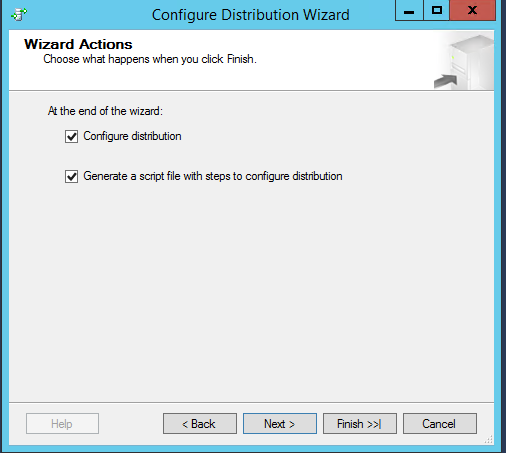 Configure Distribution Wizard
Wizard Actions
Choose what happens when you click Finish.
At the end of the wizard:
Configure distribution
Generate a script file with steps to configure distribution
Help
< Back
Next >
Finish >>|
Cancel